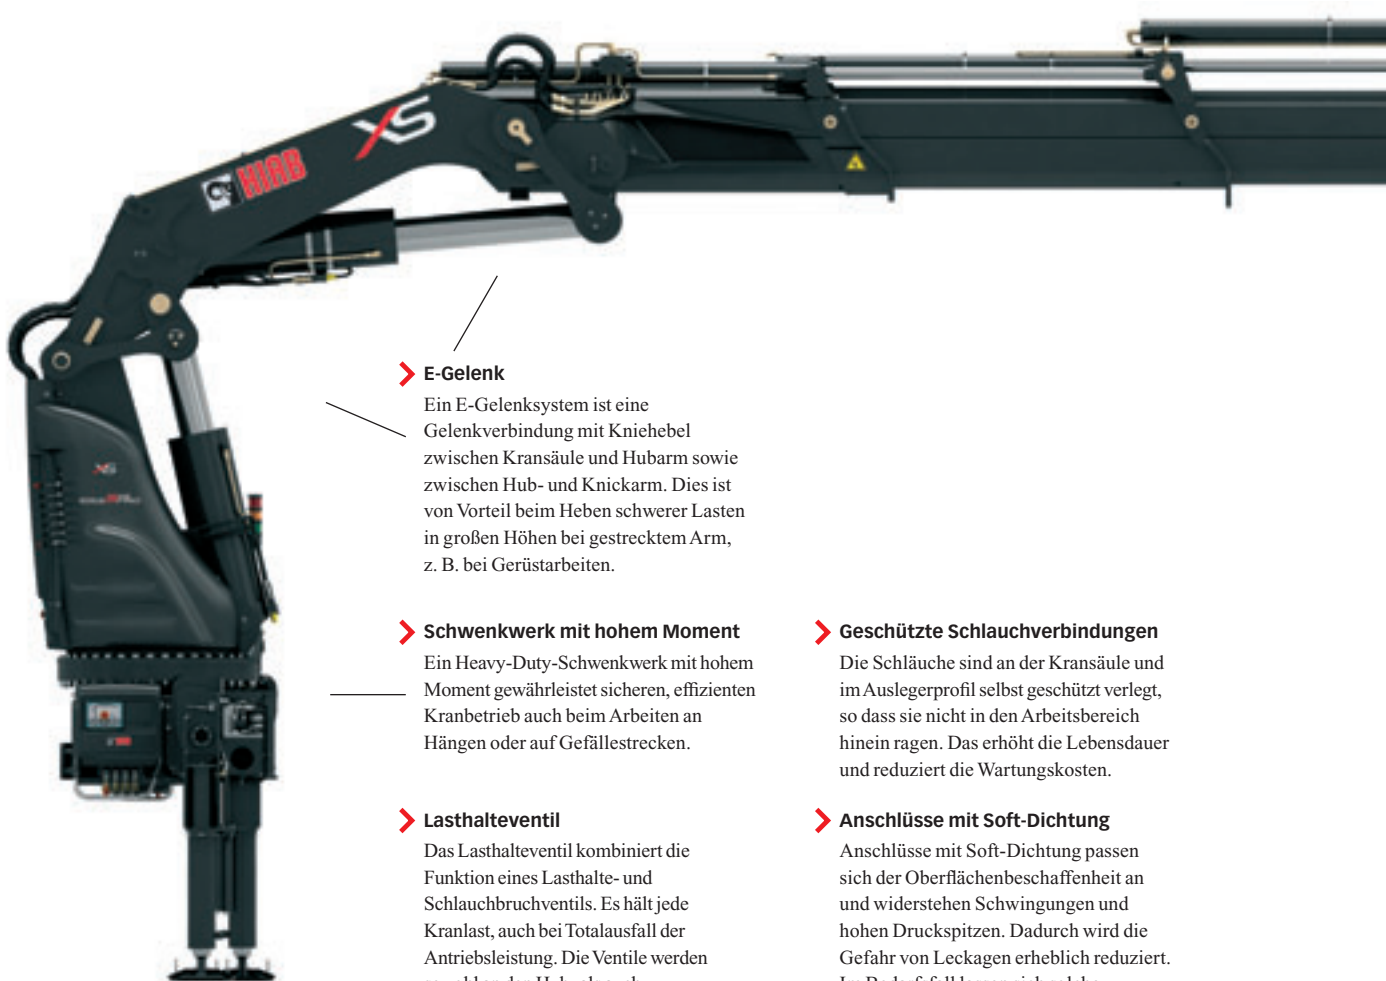 XS
HIAB
XS
E-Gelenk
Ein E-Gelenksystem ist eine
Gelenkverbindung mit Kniehebel
zwischen Kransäule und Hubarm sowie
zwischen Hub- und Knickarm. Dies ist
von Vorteil beim Heben schwerer Lasten
in großen Höhen bei gestrecktem Arm,
z. B. bei Gerüstarbeiten.
Schwenkwerk mit hohem Moment
Ein Heavy-Duty-Schwenkwerk mit hohem
Moment gewährleistet sicheren, effizienten
Kranbetrieb auch beim Arbeiten an
Hängen oder auf Gefällestrecken.
Lasthalteventil
Das Lasthalteventil kombiniert die
Funktion eines Lasthalte- und
Schlauchbruchventils. Es hält jede
Kranlast, auch bei Totalausfall der
Antriebsleistung. Die Ventile werden
Geschützte Schlauchverbindungen
Die Schläuche sind an der Kransäule und
im Auslegerprofil selbst geschützt verlegt,
so dass sie nicht in den Arbeitsbereich
hinein ragen. Das erhöht die Lebensdauer
und reduziert die Wartungskosten.
Anschlüsse mit Soft-Dichtung
Anschlüsse mit Soft-Dichtung passen
sich der Oberflächenbeschaffenheit an
und widerstehen Schwingungen und
hohen Druckspitzen. Dadurch wird die
Gefahr von Leckagen erheblich reduziert.